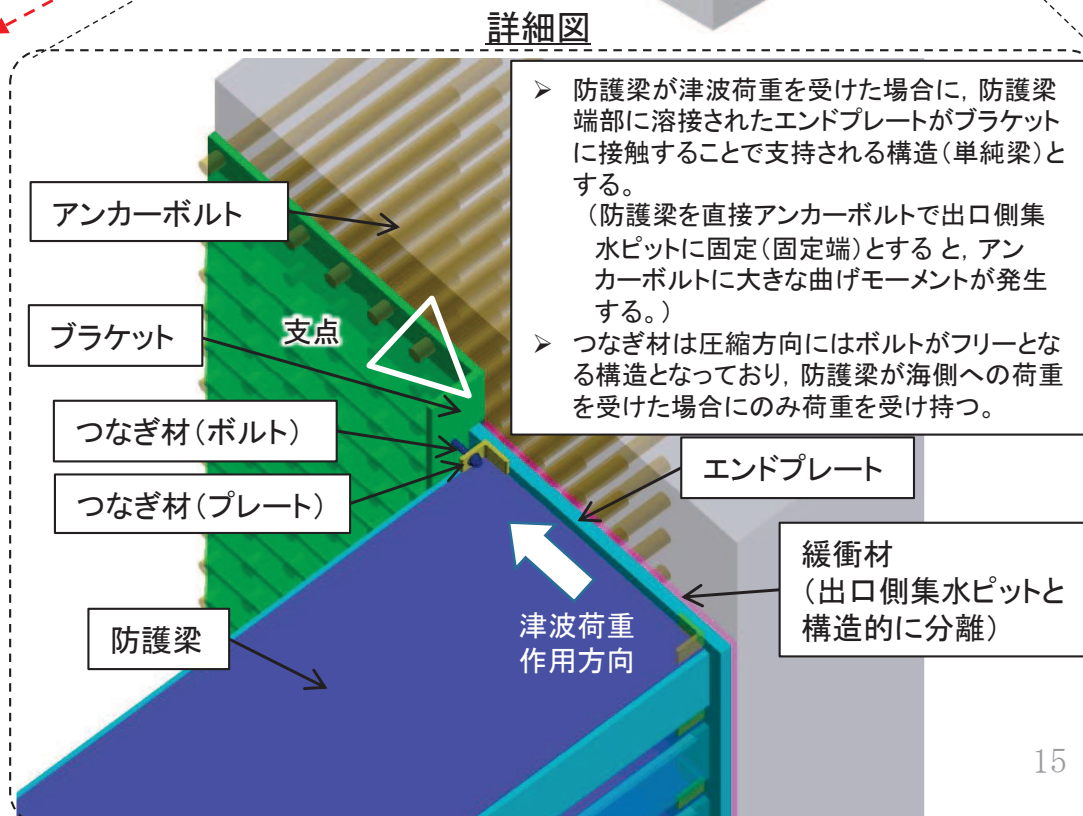 詳細図
➢ 防護梁が津波荷重を受けた場合に，防護梁
端部に溶接されたエンドプレートがブラケット
に接触することで支持される構造（単純梁）と
する。
（防護梁を直接アンカーボルトで出口側集
水ピットに固定（固定端）とする と，アン
カーボルトに大きな曲げモーメントが発生
する。）
➢ つなぎ材は圧縮方向にはボルトがフリーとな
る構造となっており，防護梁が海側への荷重
を受けた場合にのみ荷重を受け持つ。
アンカーボルト
ブラケット
支点
つなぎ材（ボルト）
つなぎ材（プレート）
エンドプレート
緩衝材
（出口側集水ピットと
構造的に分離）
防護梁
津波荷重
作用方向
15